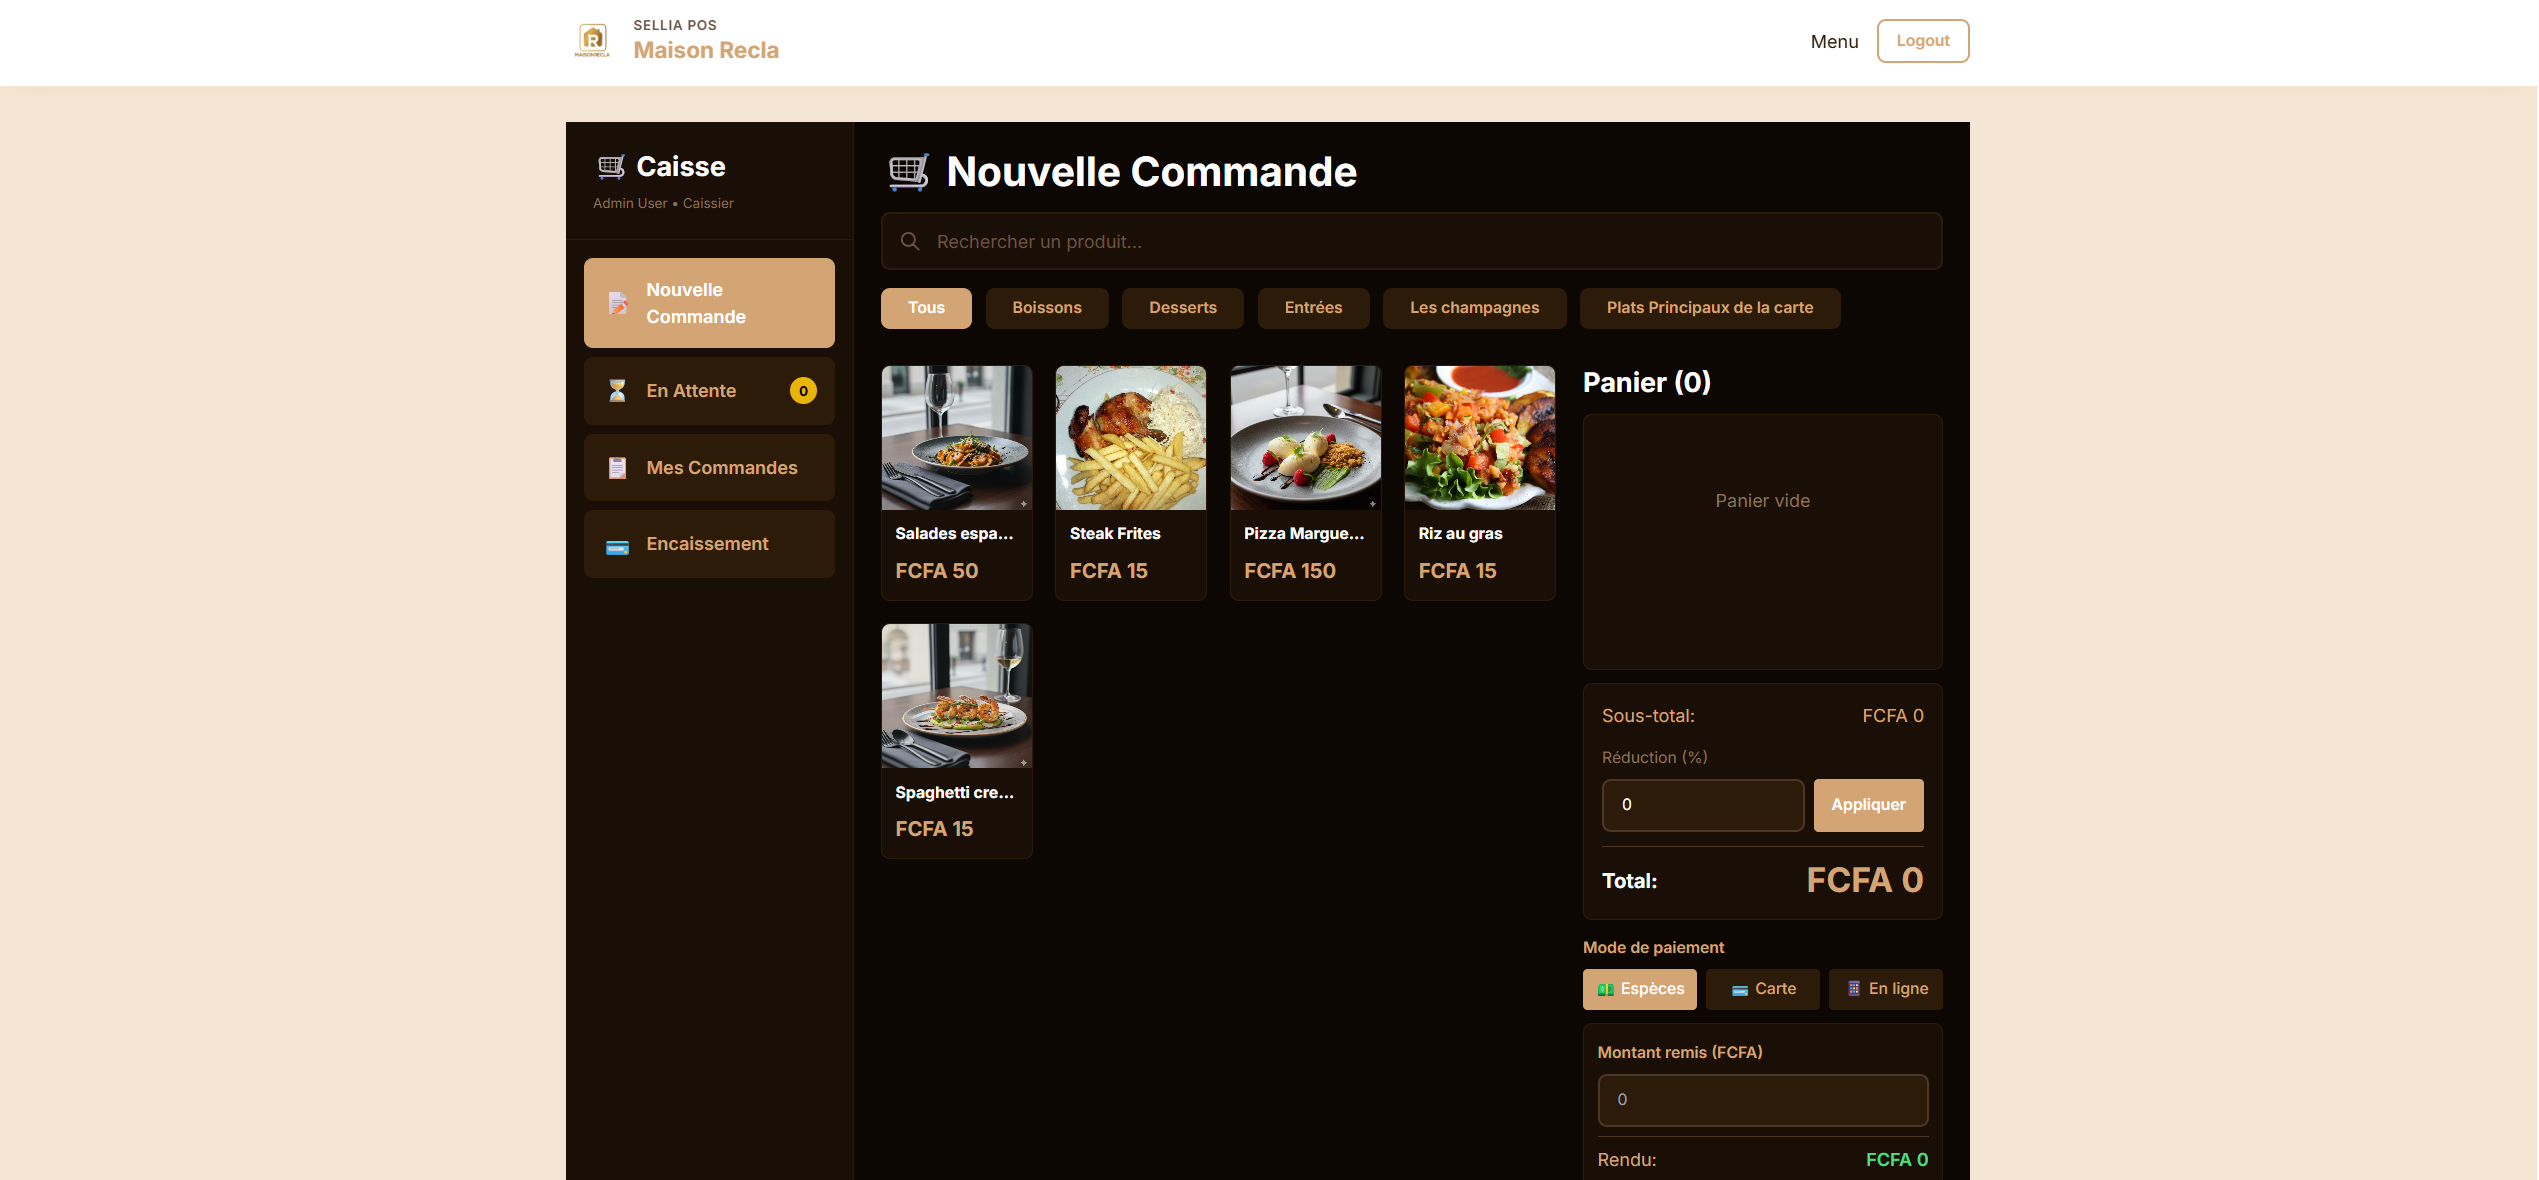 SELLIA POS
Maison Recla
MAISONRECLA
Menu
Logout
Caisse
Admin User • Caissier
Nouvelle
Commande
En Attente
0
Mes Commandes
Encaissement
Nouvelle Commande
Rechercher un produit...
Tous
Boissons
Desserts
Entrées
Les champagnes
Plats Principaux de la carte
Salades espa...
FCFA 50
Steak Frites
FCFA 15
Pizza Margue...
FCFA 150
Riz au gras
FCFA 15
Spaghetti cre...
FCFA 15
Panier (0)
Panier vide
Sous-total:
FCFA 0
Réduction (%)
0
Appliquer
Total:
FCFA 0
Mode de paiement
Espèces
Carte
En ligne
Montant remis (FCFA)
0
Rendu:
FCFA 0